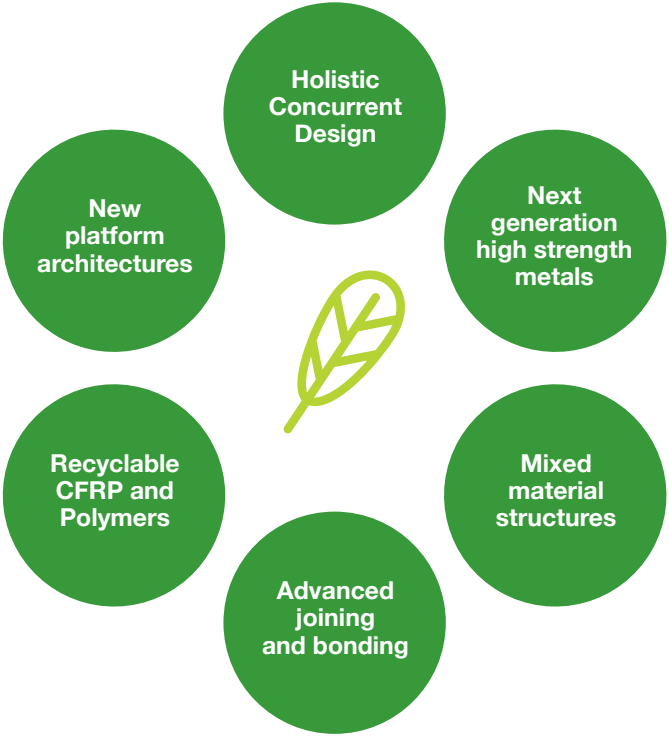 Holistic
Concurrent
Design
New
platform
architectures
Next
generation
high strength
metals
Recyclable
CFRP and
Polymers
Mixed
material
structures
Advanced
joining
and bonding